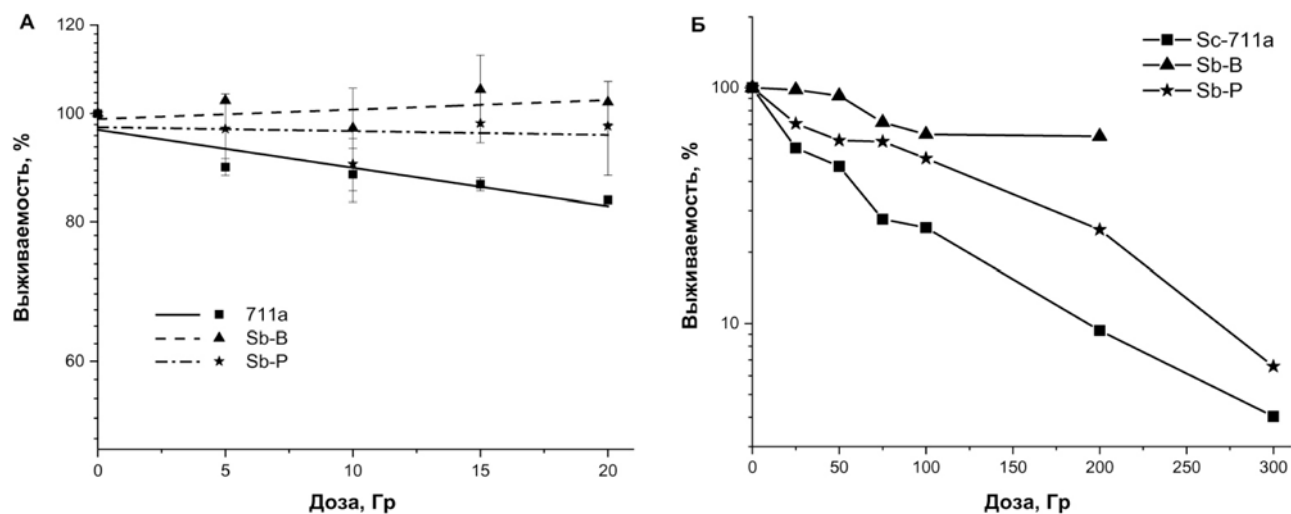 А
Выживаемость, %
120
100
80
60
711a
Sb-B
Sb-P
0
5
10
15
20
Доза, Гр
Б
Выживаемость, %
100
10
Sc-711a
Sb-B
Sb-P
0
50
100
150
200
250
300
Доза, Гр